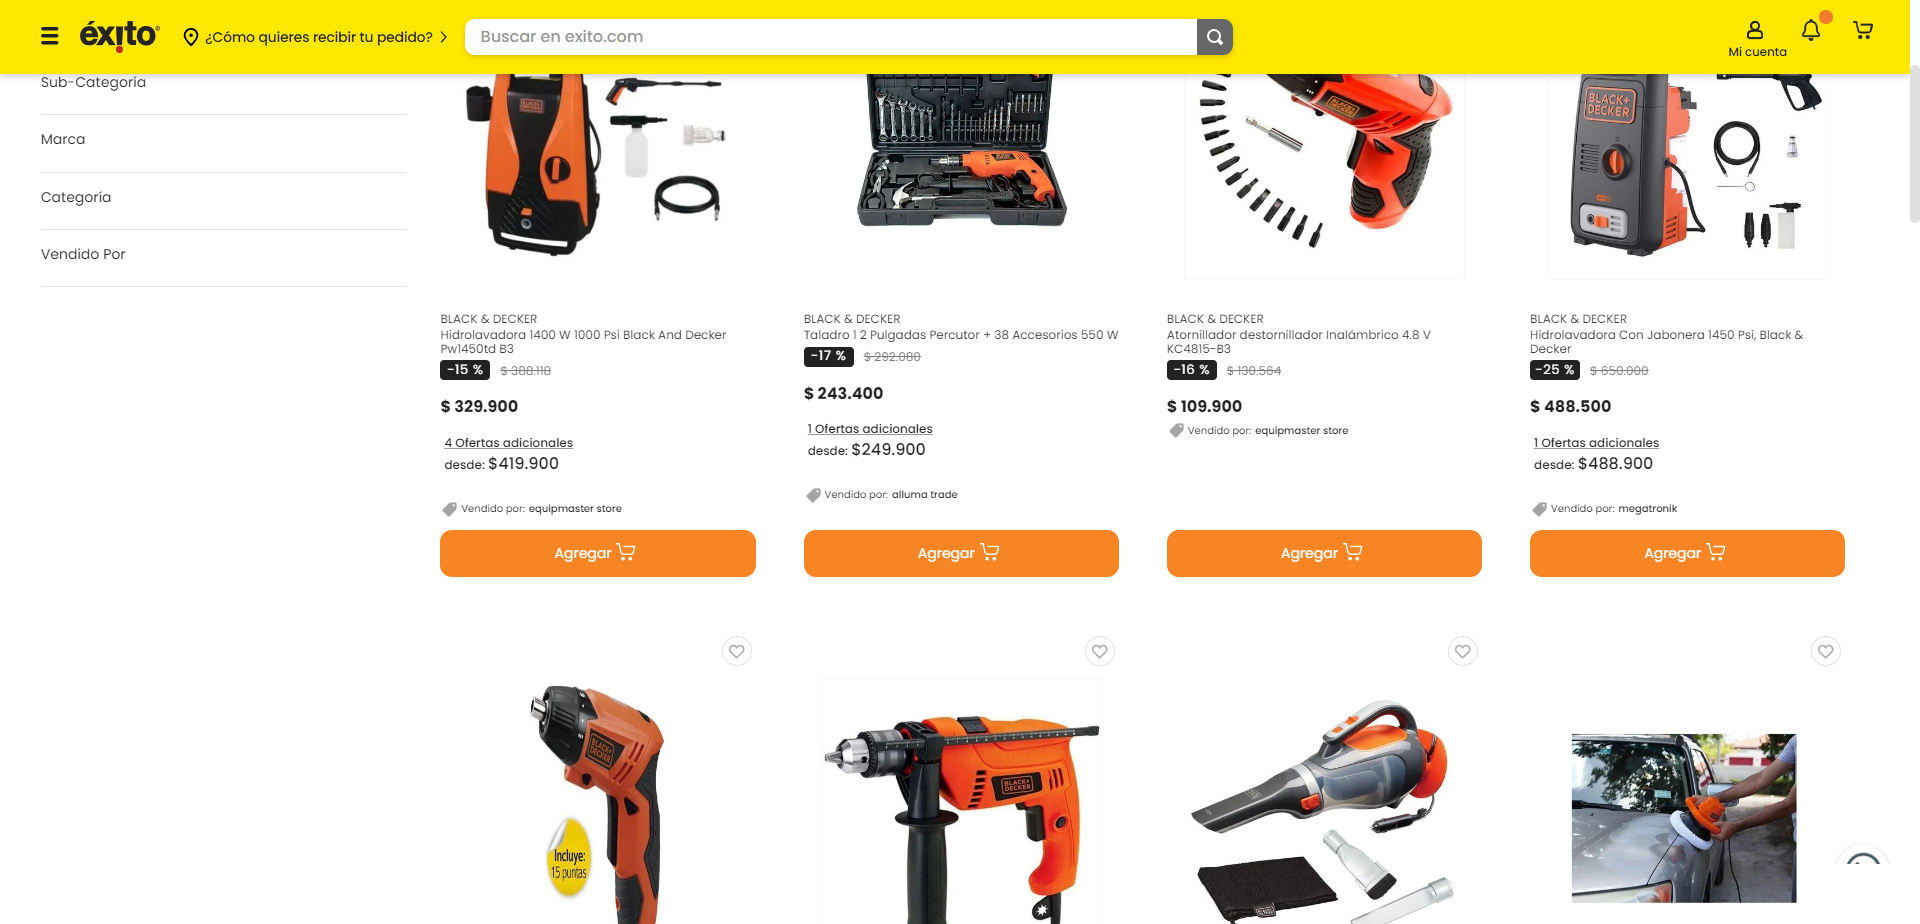 éxito
¿Cómo quieres recibir tu pedido?
Buscar en exito.com
Mi cuenta
Sub-Categoría
Marca
Categoría
Vendido Por
BLACK+
DECKER
BLACK & DECKER
Hidrolavadora 1400 W 1000 Psi Black And Decker
Pw1450td B3
-15 %
$ 388.118
$ 329.900
4 Ofertas adicionales
desde: $419.900
Vendido por: equipmaster store
Agregar
BLACK & DECKER
Taladro 1 2 Pulgadas Percutor + 38 Accesorios 550 W
-17 %
$ 292.080
$ 243.400
1 Ofertas adicionales
desde: $249.900
Vendido por: alluma trade
Agregar
BLACK & DECKER
Atornillador destornillador Inalámbrico 4.8 V
KC4815-B3
-16 %
$ 130.564
$ 109.900
Vendido por: equipmaster store
Agregar
BLACK & DECKER
Hidrolavadora Con Jabonera 1450 Psi, Black &
Decker
-25 %
$ 650.000
$ 488.500
1 Ofertas adicionales
desde: $488.900
Vendido por: megatronik
Agregar
BLACK+
DECKER
Incluye:
15 puntas
BLACK+
DECKER